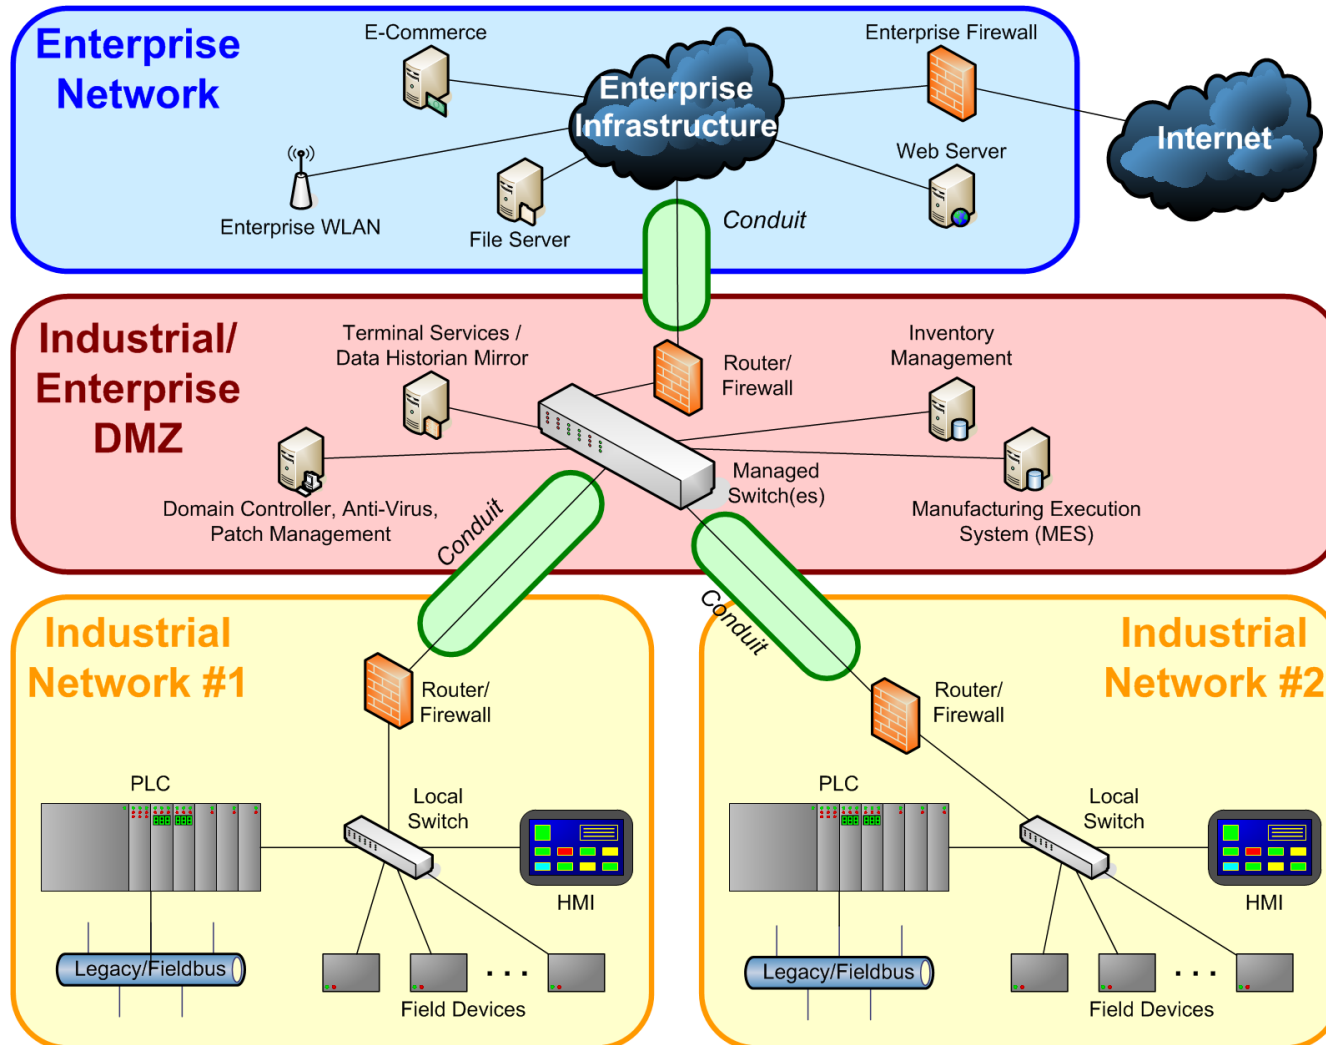 Enterprise
Network
E-Commerce
Enterprise
Infrastructure
Enterprise Firewall
Internet
Web Server
Enterprise WLAN
File Server
Conduit
Industrial/
Enterprise
DMZ
Terminal Services /
Data Historian Mirror
Router/
Firewall
Inventory
Management
Domain Controller, Anti-Virus,
Patch Management
Managed
Switch(es)
Manufacturing Execution
System (MES)
Conduit
Conduit
Industrial
Network #1
Router/
Firewall
PLC
Local
Switch
HMI
Legacy/Fieldbus
. . .
Field Devices
Industrial
Network #2
Router/
Firewall
PLC
Local
Switch
HMI
Legacy/Fieldbus
. . .
Field Devices